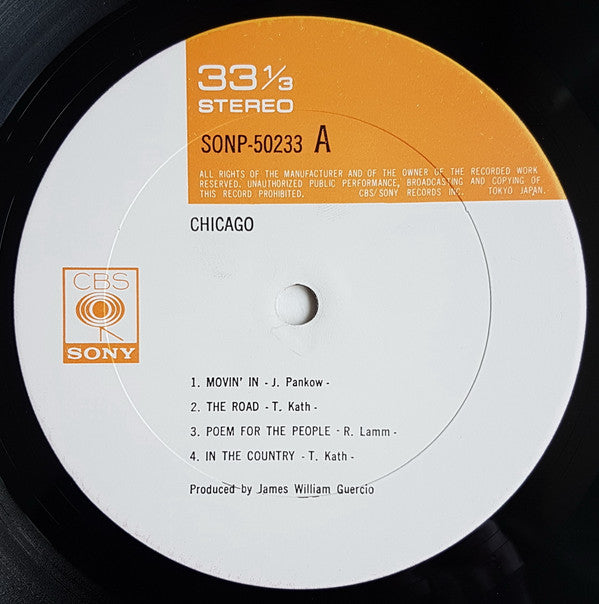 33 1/3
STEREO
SONP-50233 A
ALL RIGHTS OF THE MANUFACTURER AND OF THE OWNER OF THE RECORDED WORK
RESERVED. UNAUTHORIZED PUBLIC PERFORMANCE, BROADCASTING AND COPYING OF
THIS RECORD PROHIBITED. CBS/SONY RECORDS INC. TOKYO JAPAN.
CHICAGO
CBS
SONY
1. MOVIN' IN - J. Pankow -
2. THE ROAD - T. Kath -
3. POEM FOR THE PEOPLE - R. Lamm -
4. IN THE COUNTRY - T. Kath -
Produced by James William Guercio